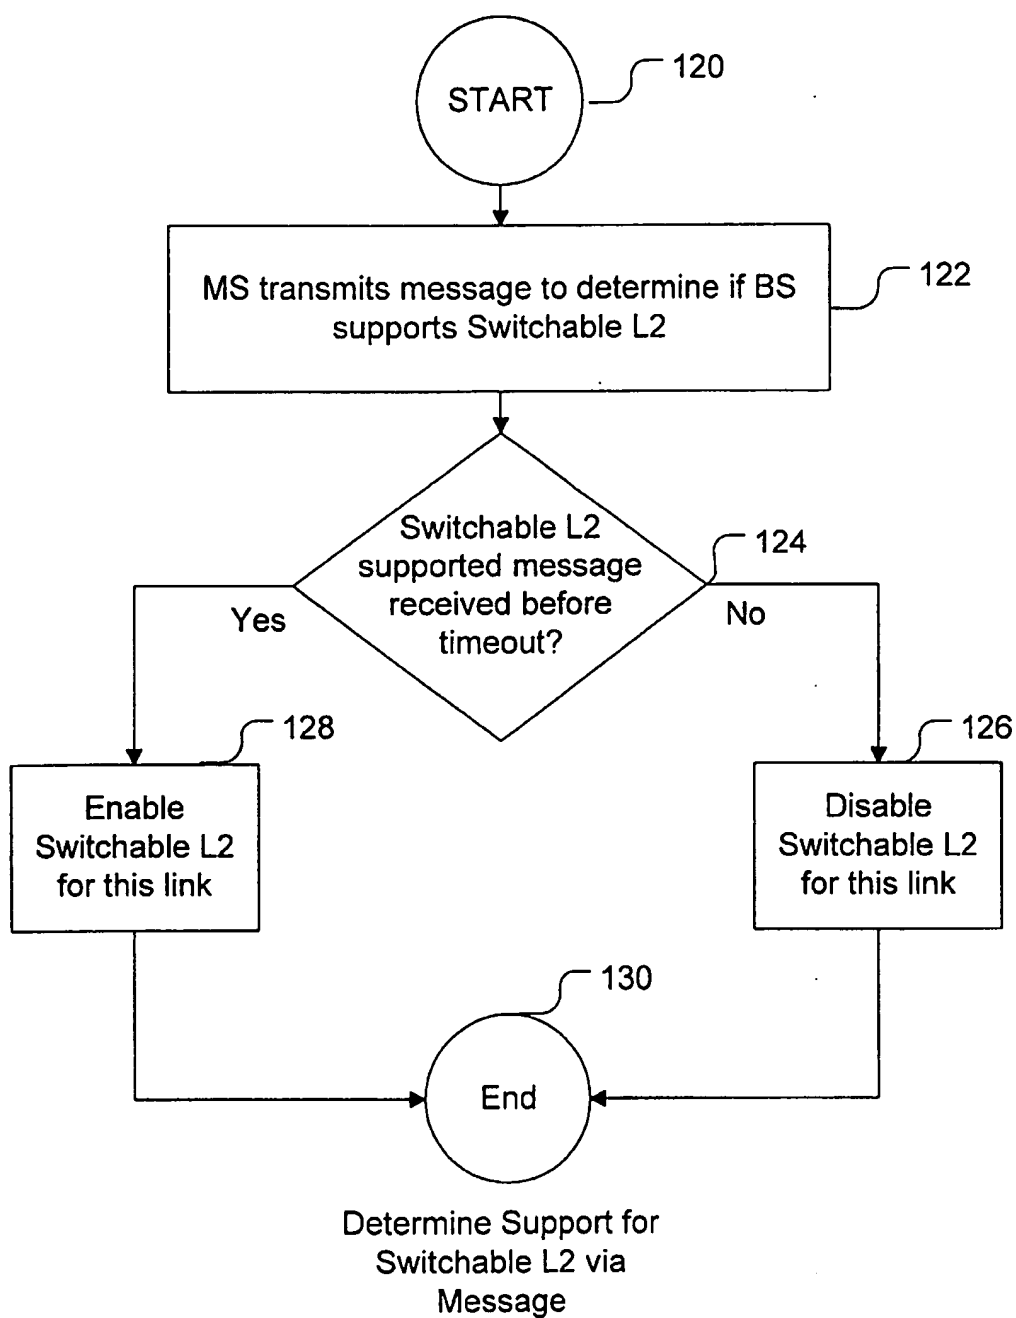 START
120
MS transmits message to determine if BS
supports Switchable L2
122
Switchable L2
supported message
received before
timeout?
124
Yes
No
128
126
Enable
Switchable L2
for this link
Disable
Switchable L2
for this link
130
End
Determine Support for
Switchable L2 via
Message